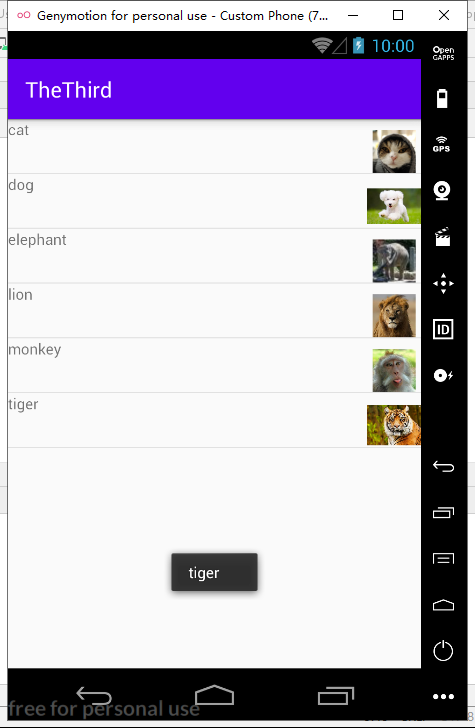 Genymotion for personal use - Custom Phone (7...
10:00
Open
GAPPS
TheThird
GPS
cat
dog
elephant
lion
ID
monkey
tiger
tiger
free for personal use